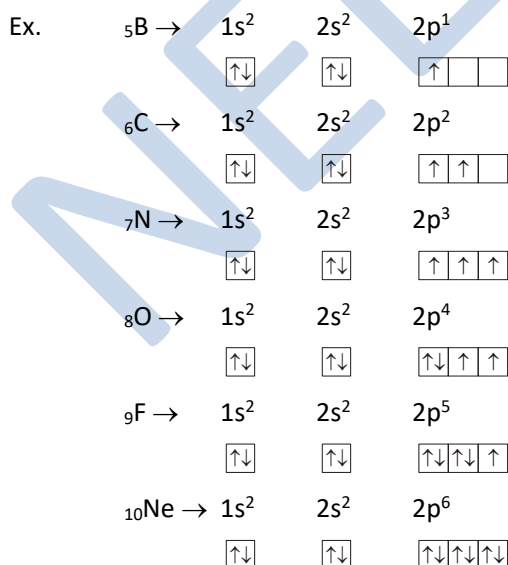 Ex. ₅B → 1s² 2s² 2p¹
↑↓ ↑↓ ↑
₆C → 1s² 2s² 2p²
↑↓ ↑↓ ↑ ↑
₇N → 1s² 2s² 2p³
↑↓ ↑↓ ↑ ↑ ↑
₈O → 1s² 2s² 2p⁴
↑↓ ↑↓ ↑↓ ↑ ↑
₉F → 1s² 2s² 2p⁵
↑↓ ↑↓ ↑↓ ↑↓ ↑
₁₀Ne → 1s² 2s² 2p⁶
↑↓ ↑↓ ↑↓ ↑↓ ↑↓